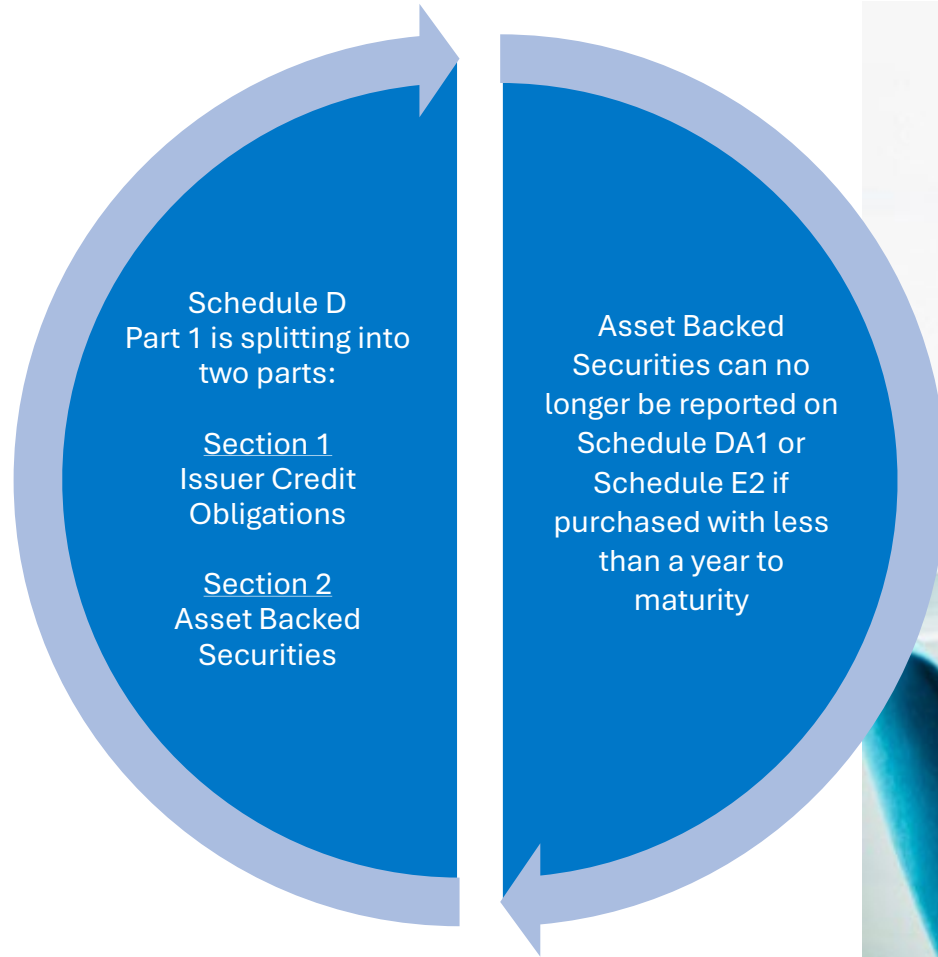 Schedule D
Part 1 is splitting into
two parts:
Section 1
Issuer Credit
Obligations
Section 2
Asset Backed
Securities
Asset Backed
Securities can no
longer be reported on
Schedule DA1 or
Schedule E2 if
purchased with less
than a year to
maturity